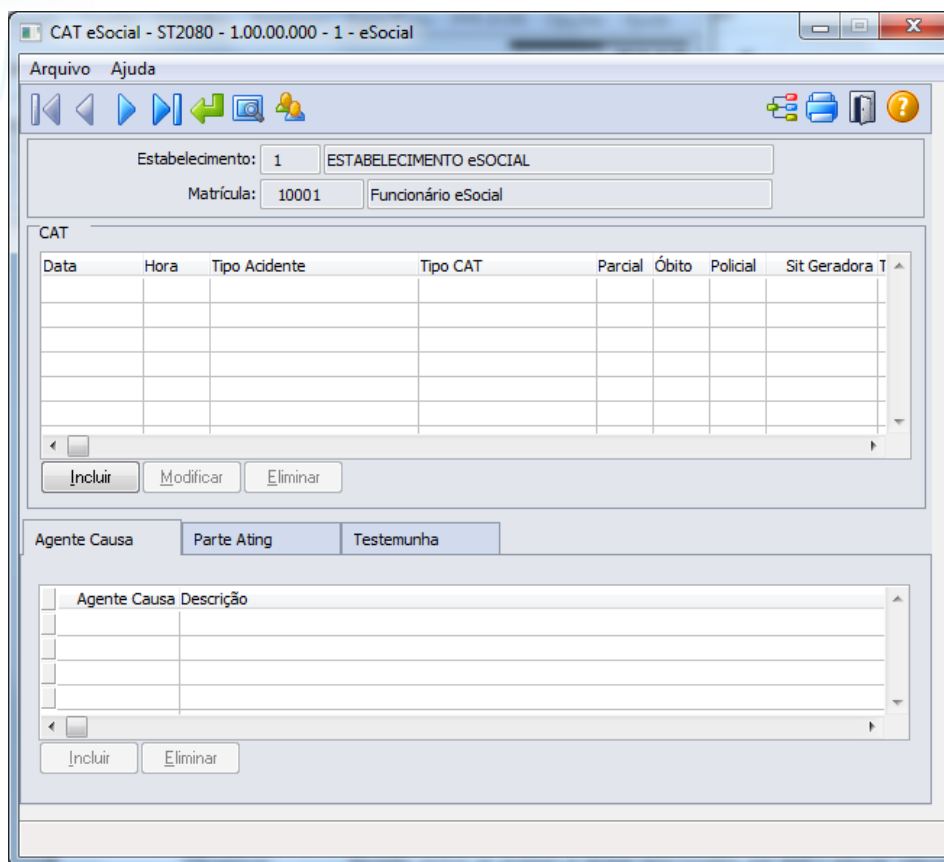 CAT eSocial - ST2080 - 1.00.00.000 - 1 - eSocial
Arquivo Ajuda
Estabelecimento: 1 ESTABELECIMENTO eSOCIAL
Matrícula: 10001 Funcionário eSocial
CAT
Data Hora Tipo Acidente Tipo CAT Parcial Óbito Policial Sit Geradora T
Incluir Modificar Eliminar
Agente Causa Parte Ating Testemunha
Agente Causa Descrição
Incluir Eliminar